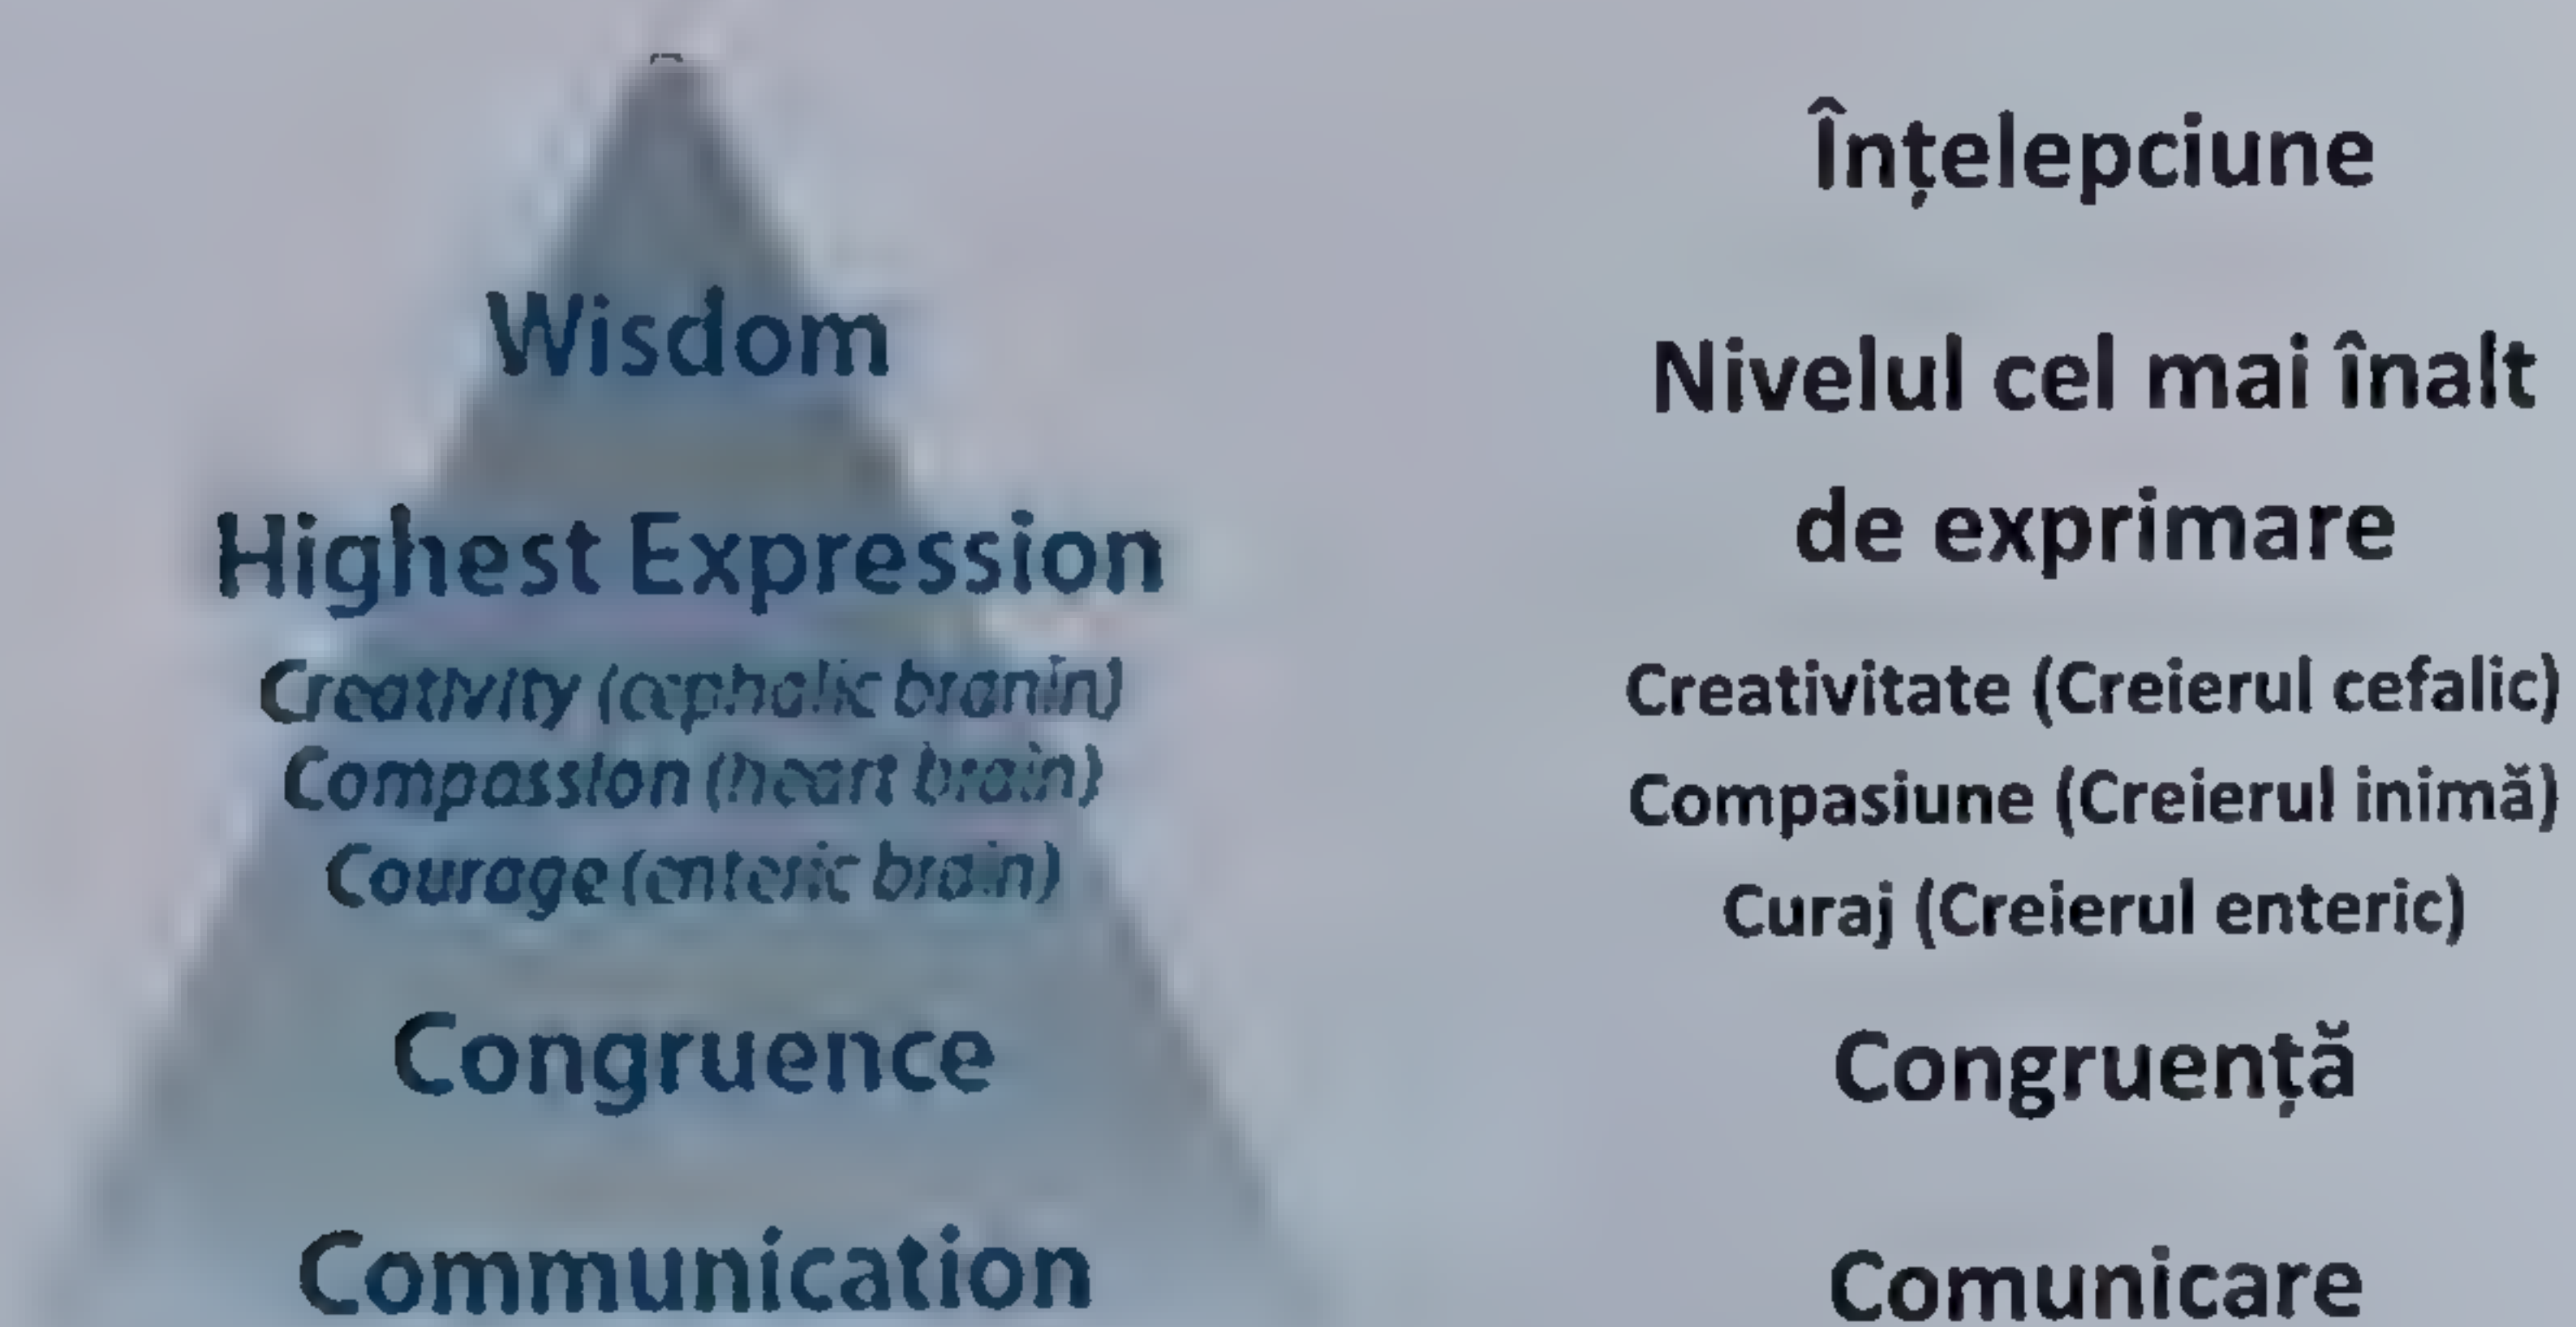 Wisdom
Highest Expression
Creativity (cephalic branin)
Compassion (heart brain)
Courage (enteric brain)
Congruence
Communication
Înțelepciune
Nivelul cel mai înalt
de exprimare
Creativitate (Creierul cefalic)
Compasiune (Creierul inimă)
Curaj (Creierul enteric)
Congruență
Comunicare